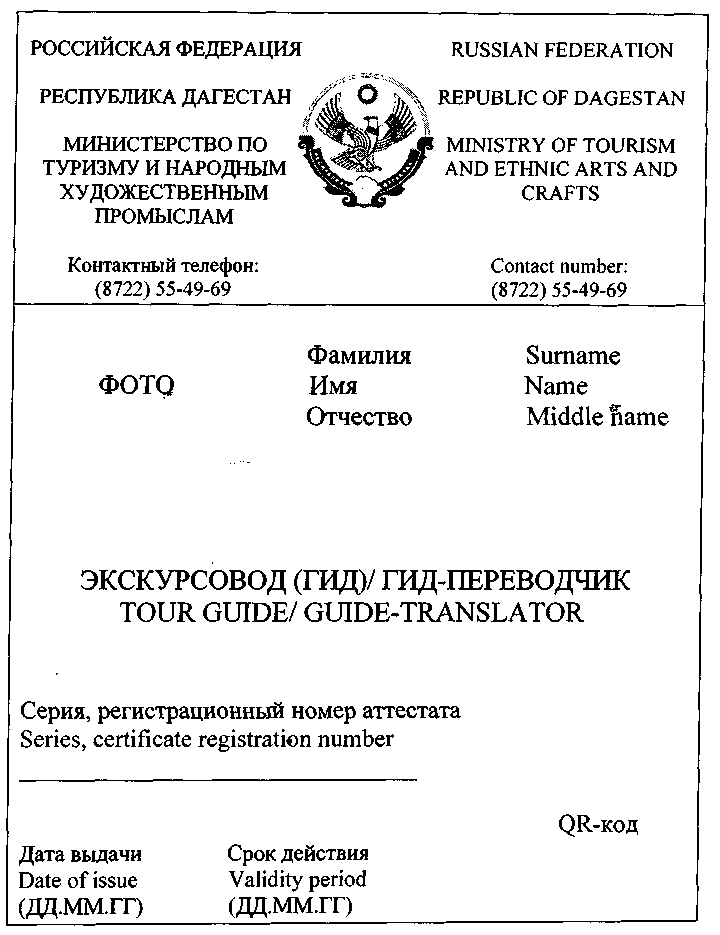 РОССИЙСКАЯ ФЕДЕРАЦИЯ
РЕСПУБЛИКА ДАГЕСТАН
МИНИСТЕРСТВО ПО
ТУРИЗМУ И НАРОДНЫМ
ХУДОЖЕСТВЕННЫМ
ПРОМЫСЛАМ
Контактный телефон:
(8722) 55-49-69
RUSSIAN FEDERATION
REPUBLIC OF DAGESTAN
MINISTRY OF TOURISM
AND ETHNIC ARTS AND
CRAFTS
Contact number:
(8722) 55-49-69
ФОТО
Фамилия
Имя
Отчество
Surname
Name
Middle name
ЭКСКУРСОВОД (ГИД)/ ГИД-ПЕРЕВОДЧИК
TOUR GUIDE/ GUIDE-TRANSLATOR
Серия, регистрационный номер аттестата
Series, certificate registration number
QR-код
Дата выдачи
Date of issue
(ДД.ММ.ГГ)
Срок действия
Validity period
(ДД.ММ.ГГ)